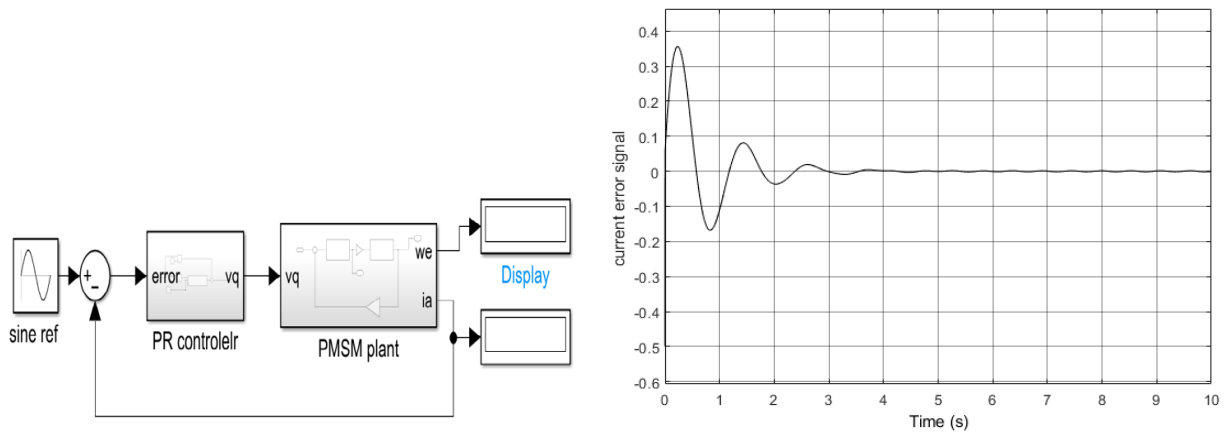 sine ref
+
−
error
vq
PR controlelr
vq
we
ia
PMSM plant
Display
current error signal
0.4
0.3
0.2
0.1
0
-0.1
-0.2
-0.3
-0.4
-0.5
-0.6
0 1 2 3 4 5 6 7 8 9 10
Time (s)